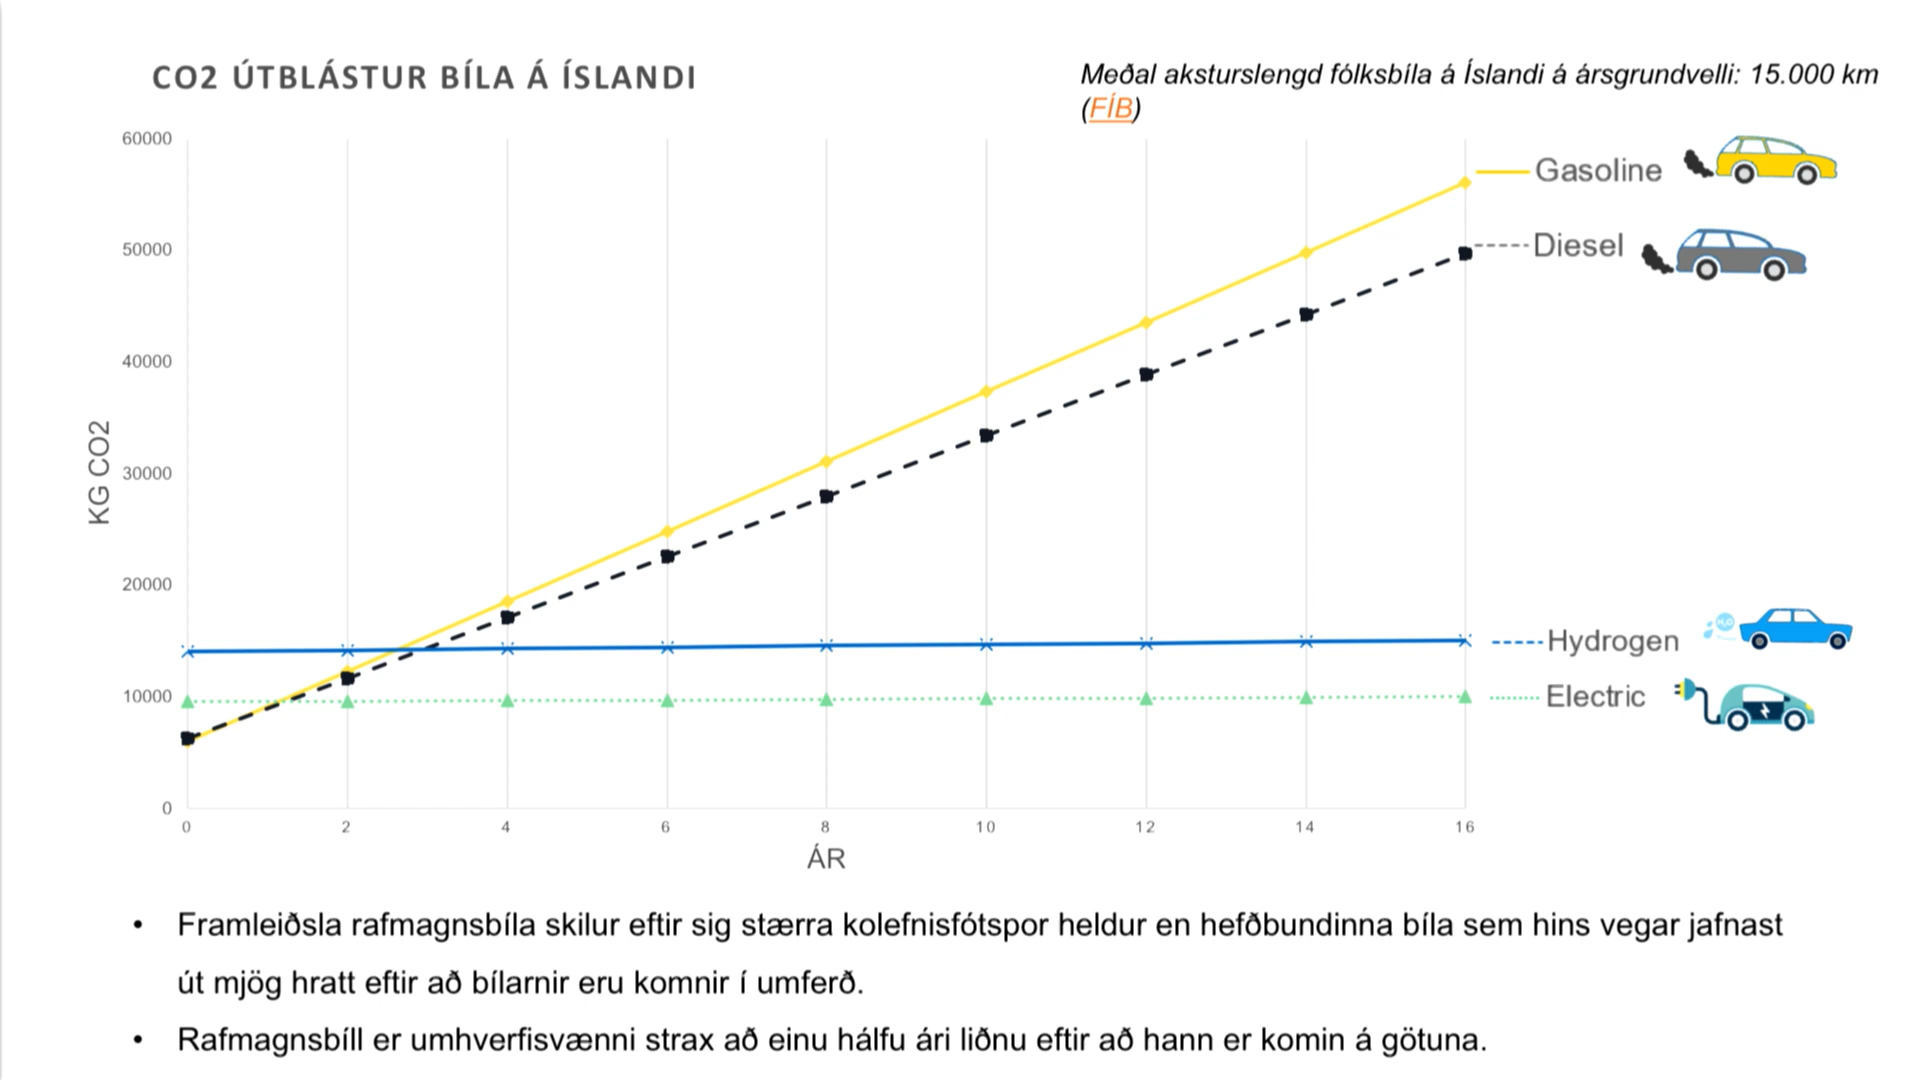 CO2 ÚTBLÁSTUR BÍLA Á ÍSLANDI
Meðal aksturslengd fólksbíla á Íslandi á ársgrundvelli: 15.000 km
(FÍB)
60000
50000
40000
30000
20000
10000
0
KG CO2
0 2 4 6 8 10 12 14 16
ÁR
Gasoline
Diesel
H₂O
Hydrogen
Electric
• Framleiðsla rafmagnsbíla skilur eftir sig stærra kolefnisfótspor heldur en hefðbundinna bíla sem hins vegar jafnast
út mjög hratt eftir að bílarnir eru komnir í umferð.
• Rafmagnsbíll er umhverfisvænni strax að einu hálfu ári liðnu eftir að hann er komin á götuna.